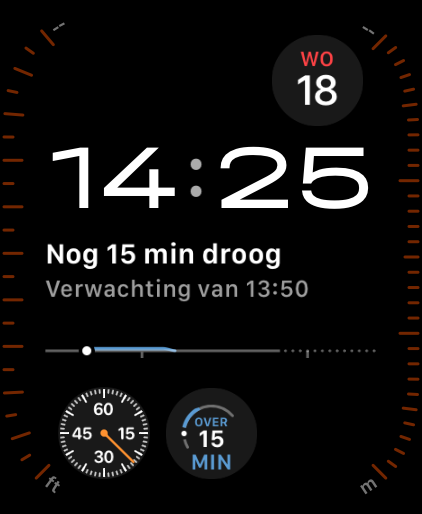 --
--
WO
18
14:25
Nog 15 min droog
Verwachting van 13:50
60
45
15
30
OVER
15
MIN
ft
m